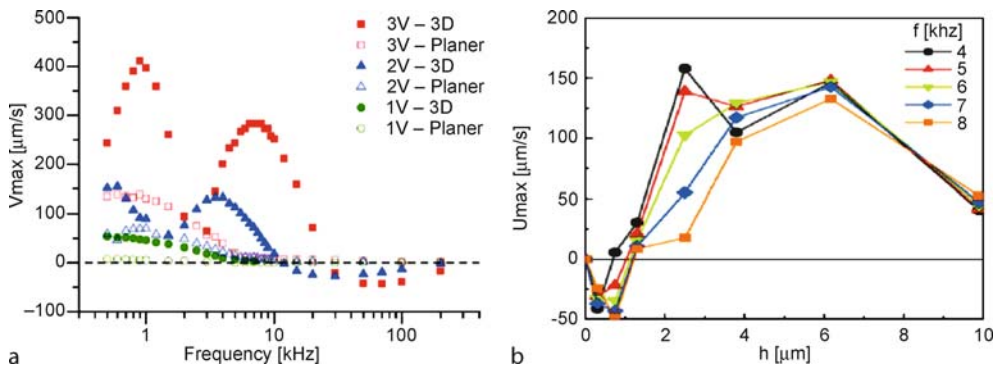 500
400
300
200
100
0
−100
Vmax [μm/s]
1
10
100
Frequency [kHz]
3V – 3D
3V – Planer
2V – 3D
2V – Planer
1V – 3D
1V – Planer
a
200
150
100
50
0
-50
Umax [μm/s]
0
2
4
6
8
10
h [μm]
f [khz]
4
5
6
7
8
b